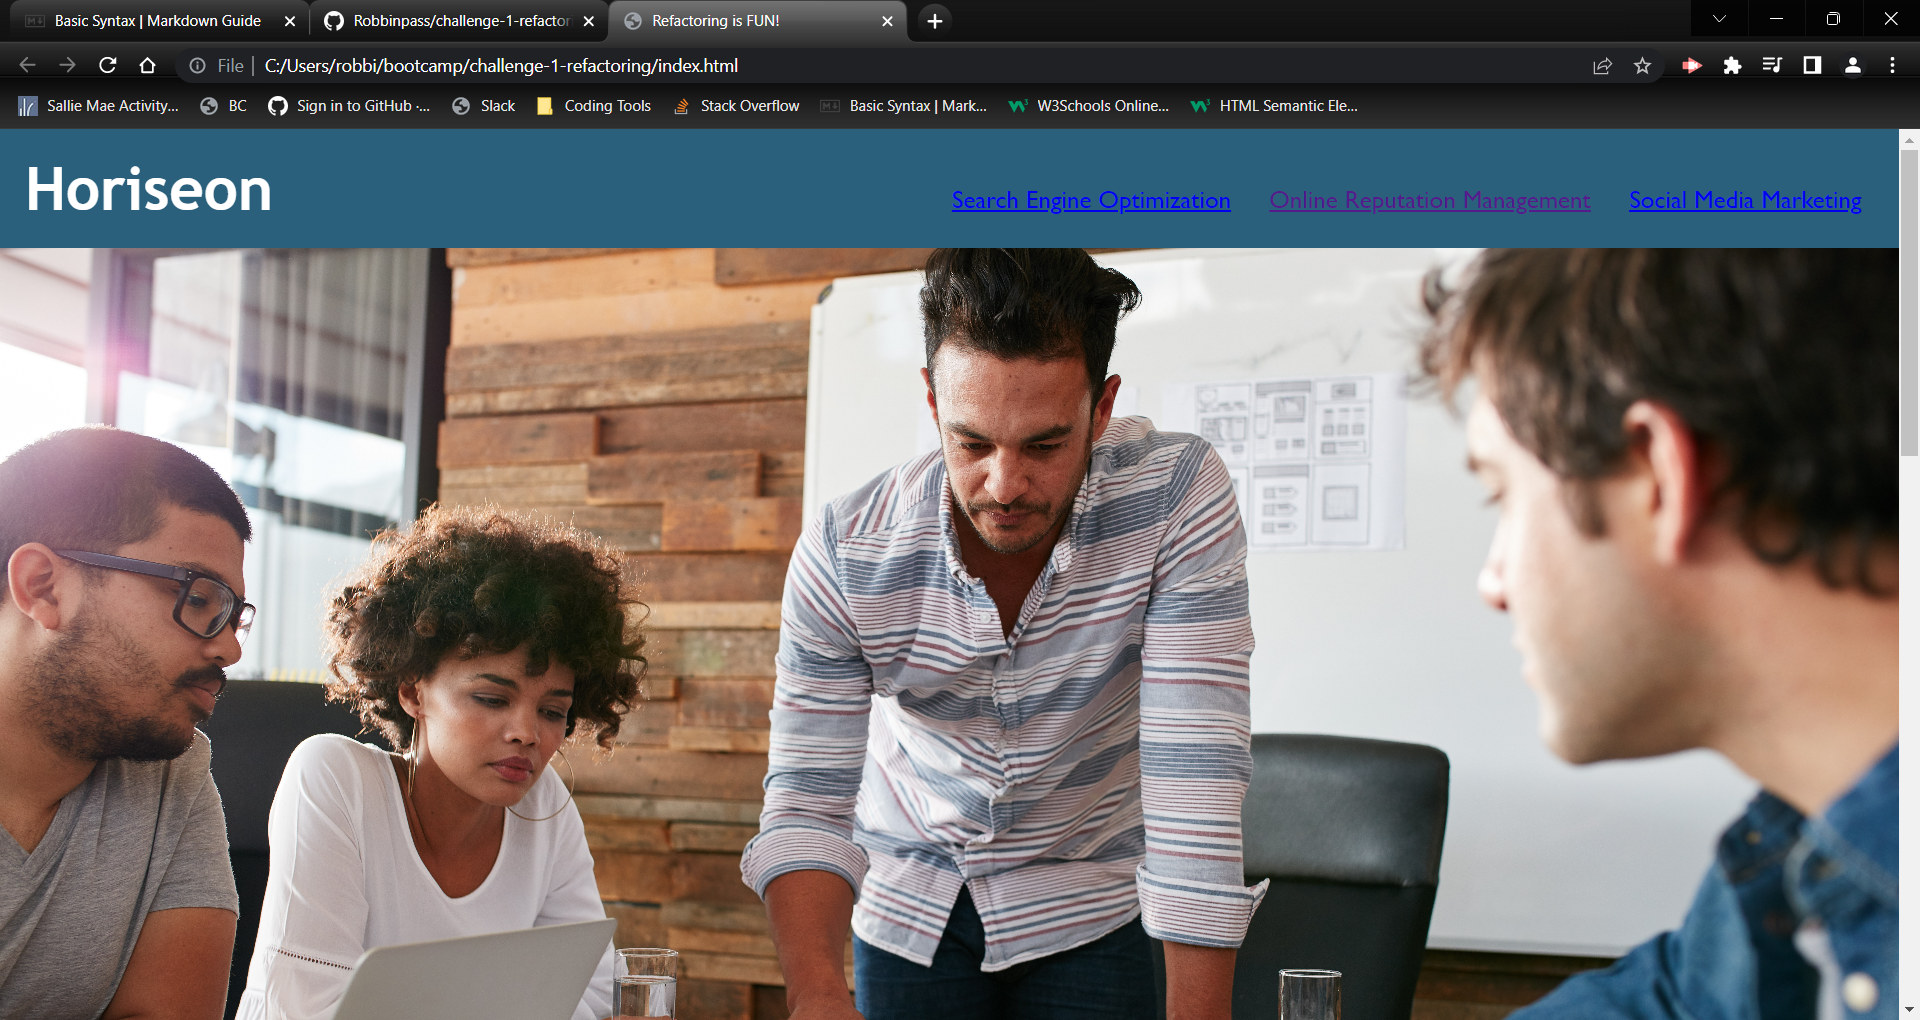 Basic Syntax | Markdown Guide
Robbinpass/challenge-1-refactor
Refactoring is FUN!
File
C:/Users/robbi/bootcamp/challenge-1-refactoring/index.html
Sallie Mae Activity...
BC
Sign in to GitHub ·...
Slack
Coding Tools
Stack Overflow
Basic Syntax | Mark...
W3Schools Online...
HTML Semantic Ele...
Horiseon
Search Engine Optimization
Online Reputation Management
Social Media Marketing